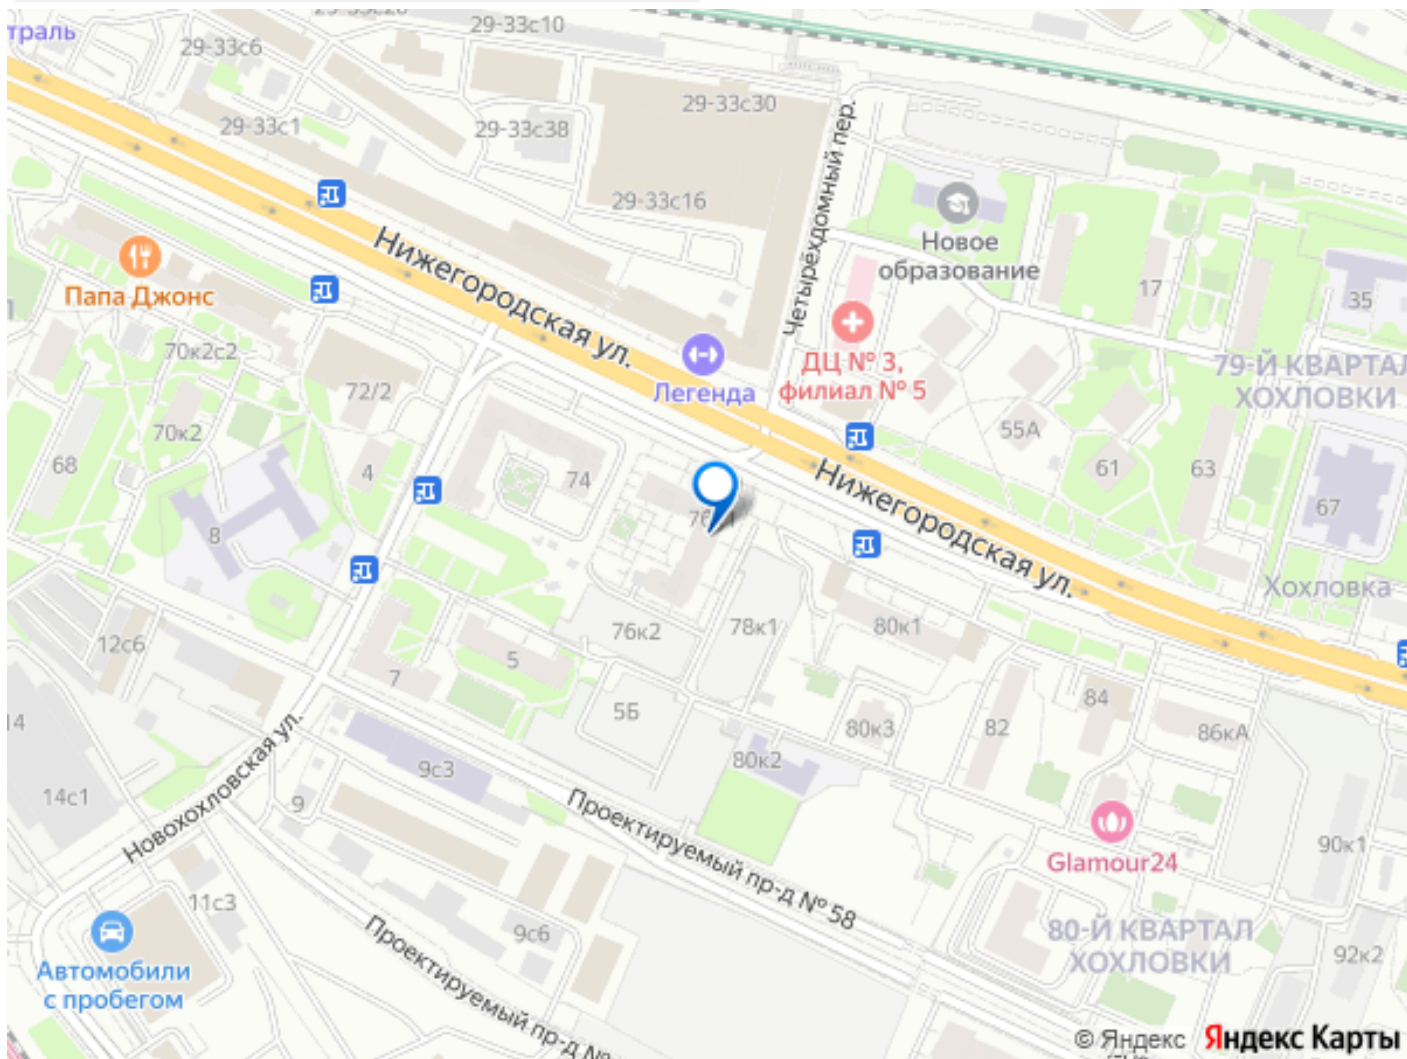 29-33с10
траль
29-33с6
29-33с30
29-33с1
29-33с38
Четырёхдомный пер.
29-33с16
Нижегородская ул.
Новое
образование
Папа Джонс
17
35
70к2с2
72/2
Легенда
ДЦ № 3,
филиал № 5
79-Й КВАРТАЛ
ХОХЛОВКИ
70к2
55А
68
4
74
61
63
67
Нижегородская ул.
8
Хохловка
12с6
76к2
78к1
80к1
5
7
5Б
84
82
80к3
86кА
14
9с3
80к2
14с1
9
Новохохловская ул.
Проектируемый пр-д № 58
Glamour24
90к1
11с3
9с6
80-Й КВАРТАЛ
ХОХЛОВКИ
92к2
Автомобили
с пробегом
Проектируемый пр-д №
© Яндекс Яндекс Карты